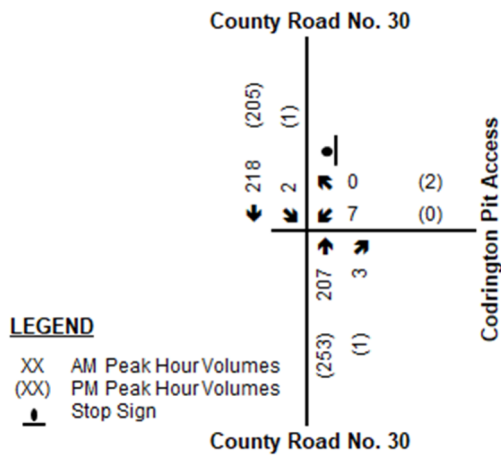 County Road No. 30
(205) (1)
218 2
0 (2)
7 (0)
207 3
(253) (1)
Codrington Pit Access
LEGEND
XX AM Peak Hour Volumes
(XX) PM Peak Hour Volumes
Stop Sign
County Road No. 30